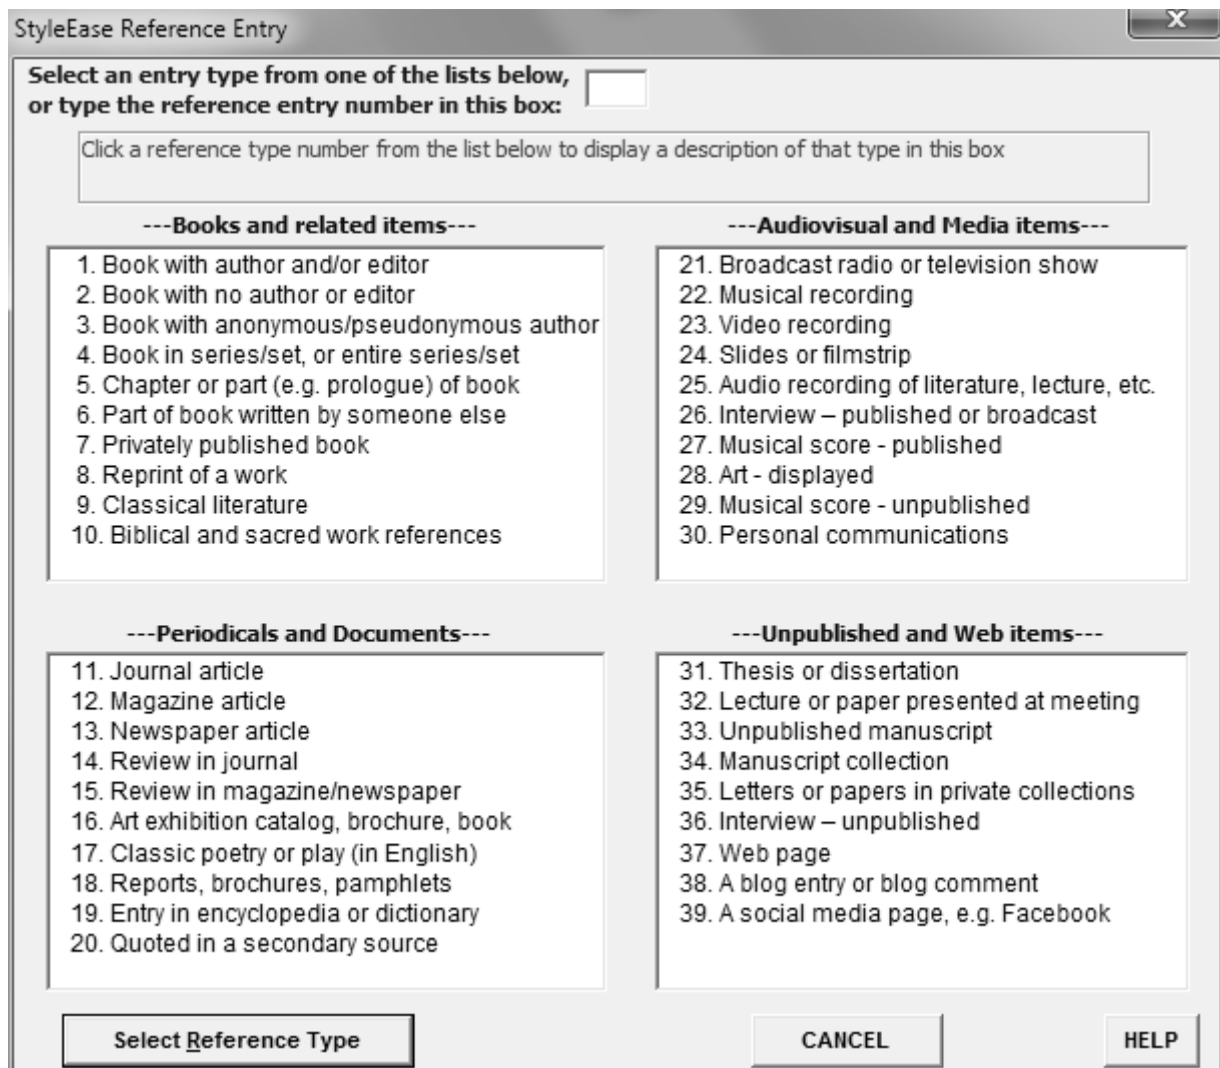 StyleEase Reference Entry
X
Select an entry type from one of the lists below,
or type the reference entry number in this box:
Click a reference type number from the list below to display a description of that type in this box
---Books and related items---
1. Book with author and/or editor
2. Book with no author or editor
3. Book with anonymous/pseudonymous author
4. Book in series/set, or entire series/set
5. Chapter or part (e.g. prologue) of book
6. Part of book written by someone else
7. Privately published book
8. Reprint of a work
9. Classical literature
10. Biblical and sacred work references
---Audiovisual and Media items---
21. Broadcast radio or television show
22. Musical recording
23. Video recording
24. Slides or filmstrip
25. Audio recording of literature, lecture, etc.
26. Interview – published or broadcast
27. Musical score - published
28. Art - displayed
29. Musical score - unpublished
30. Personal communications
---Periodicals and Documents---
11. Journal article
12. Magazine article
13. Newspaper article
14. Review in journal
15. Review in magazine/newspaper
16. Art exhibition catalog, brochure, book
17. Classic poetry or play (in English)
18. Reports, brochures, pamphlets
19. Entry in encyclopedia or dictionary
20. Quoted in a secondary source
---Unpublished and Web items---
31. Thesis or dissertation
32. Lecture or paper presented at meeting
33. Unpublished manuscript
34. Manuscript collection
35. Letters or papers in private collections
36. Interview – unpublished
37. Web page
38. A blog entry or blog comment
39. A social media page, e.g. Facebook
Select Reference Type
CANCEL
HELP